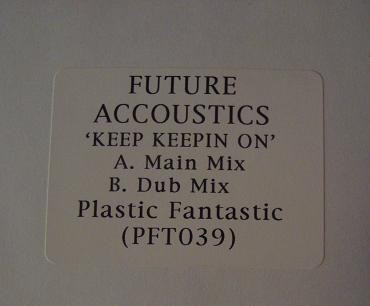 FUTURE
ACCOUSTICS
‘KEEP KEEPIN ON’
A. Main Mix
B. Dub Mix
Plastic Fantastic
(PFT039)